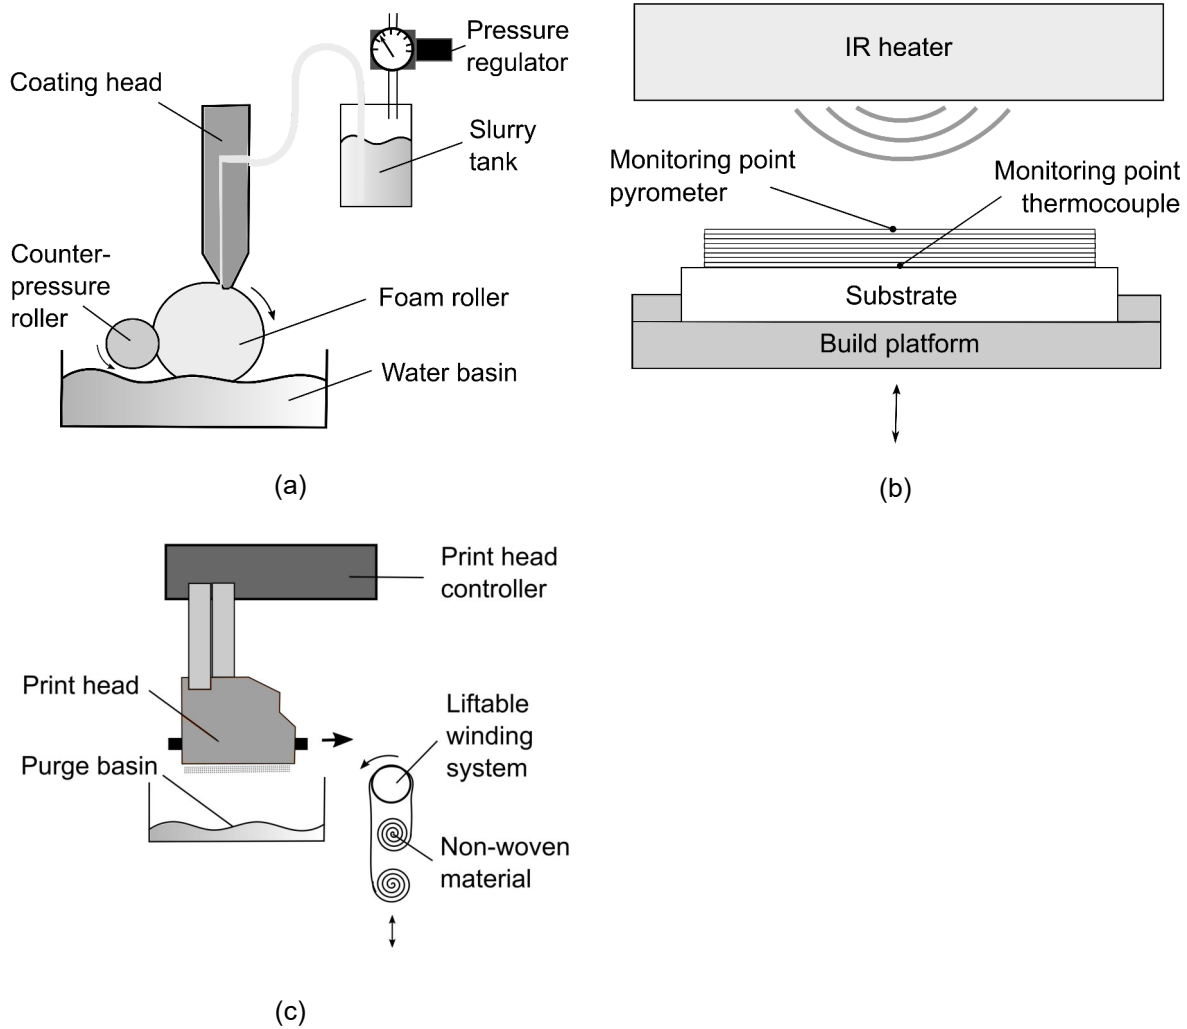 Coating head
Pressure
regulator
Slurry
tank
Counter-
pressure
roller
Foam roller
Water basin
(a)
IR heater
Monitoring point
pyrometer
Monitoring point
thermocouple
Substrate
Build platform
(b)
Print head
controller
Print head
Purge basin
Liftable
winding
system
Non-woven
material
(c)